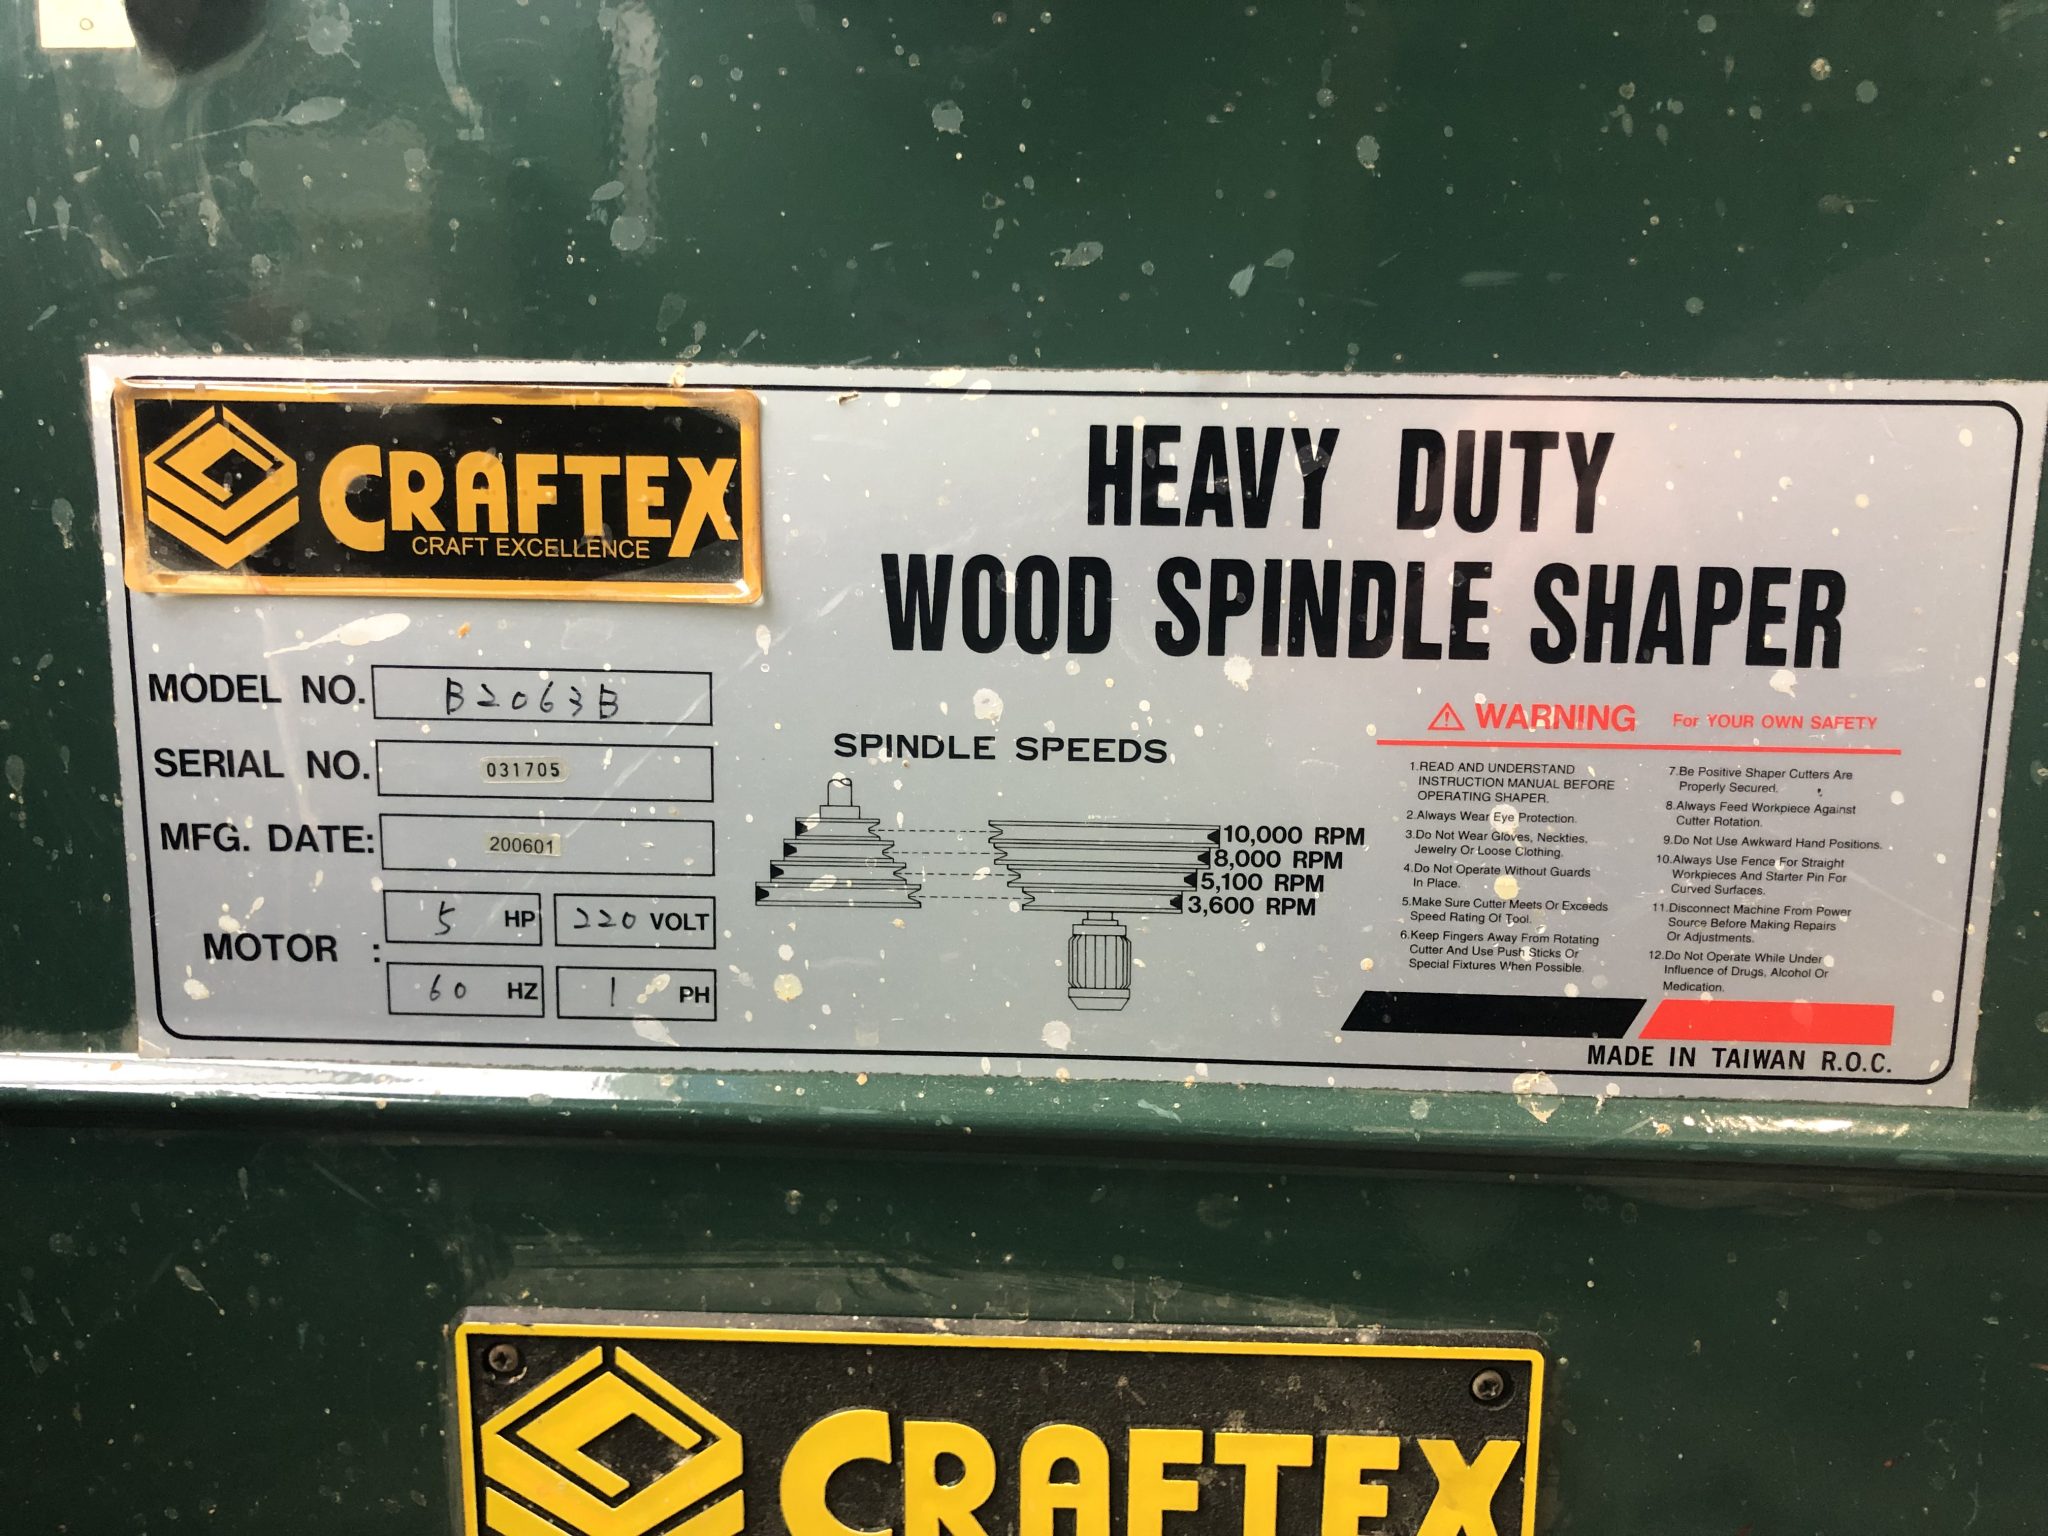 CRAFTEX
CRAFT EXCELLENCE
HEAVY DUTY
WOOD SPINDLE SHAPER
MODEL NO. B2063B
SERIAL NO. 031705
MFG. DATE: 200601
MOTOR :
5 HP 220 VOLT
60 HZ 1 PH
SPINDLE SPEEDS
10,000 RPM
8,000 RPM
5,100 RPM
3,600 RPM
WARNING For YOUR OWN SAFETY
1.READ AND UNDERSTAND
INSTRUCTION MANUAL BEFORE
OPERATING SHAPER.
2.Always Wear Eye Protection.
3.Do Not Wear Gloves, Neckties,
Jewelry Or Loose Clothing.
4.Do Not Operate Without Guards
In Place.
5.Make Sure Cutter Meets Or Exceeds
Speed Rating Of Tool.
6.Keep Fingers Away From Rotating
Cutter And Use Push Sticks Or
Special Fixtures When Possible.
7.Be Positive Shaper Cutters Are
Properly Secured.
8.Always Feed Workpiece Against
Cutter Rotation.
9.Do Not Use Awkward Hand Positions.
10.Always Use Fence For Straight
Workpieces And Starter Pin For
Curved Surfaces.
11.Disconnect Machine From Power
Source Before Making Repairs
Or Adjustments.
12.Do Not Operate While Under
Influence of Drugs, Alcohol Or
Medication.
MADE IN TAIWAN R.O.C.
CRAFTEX